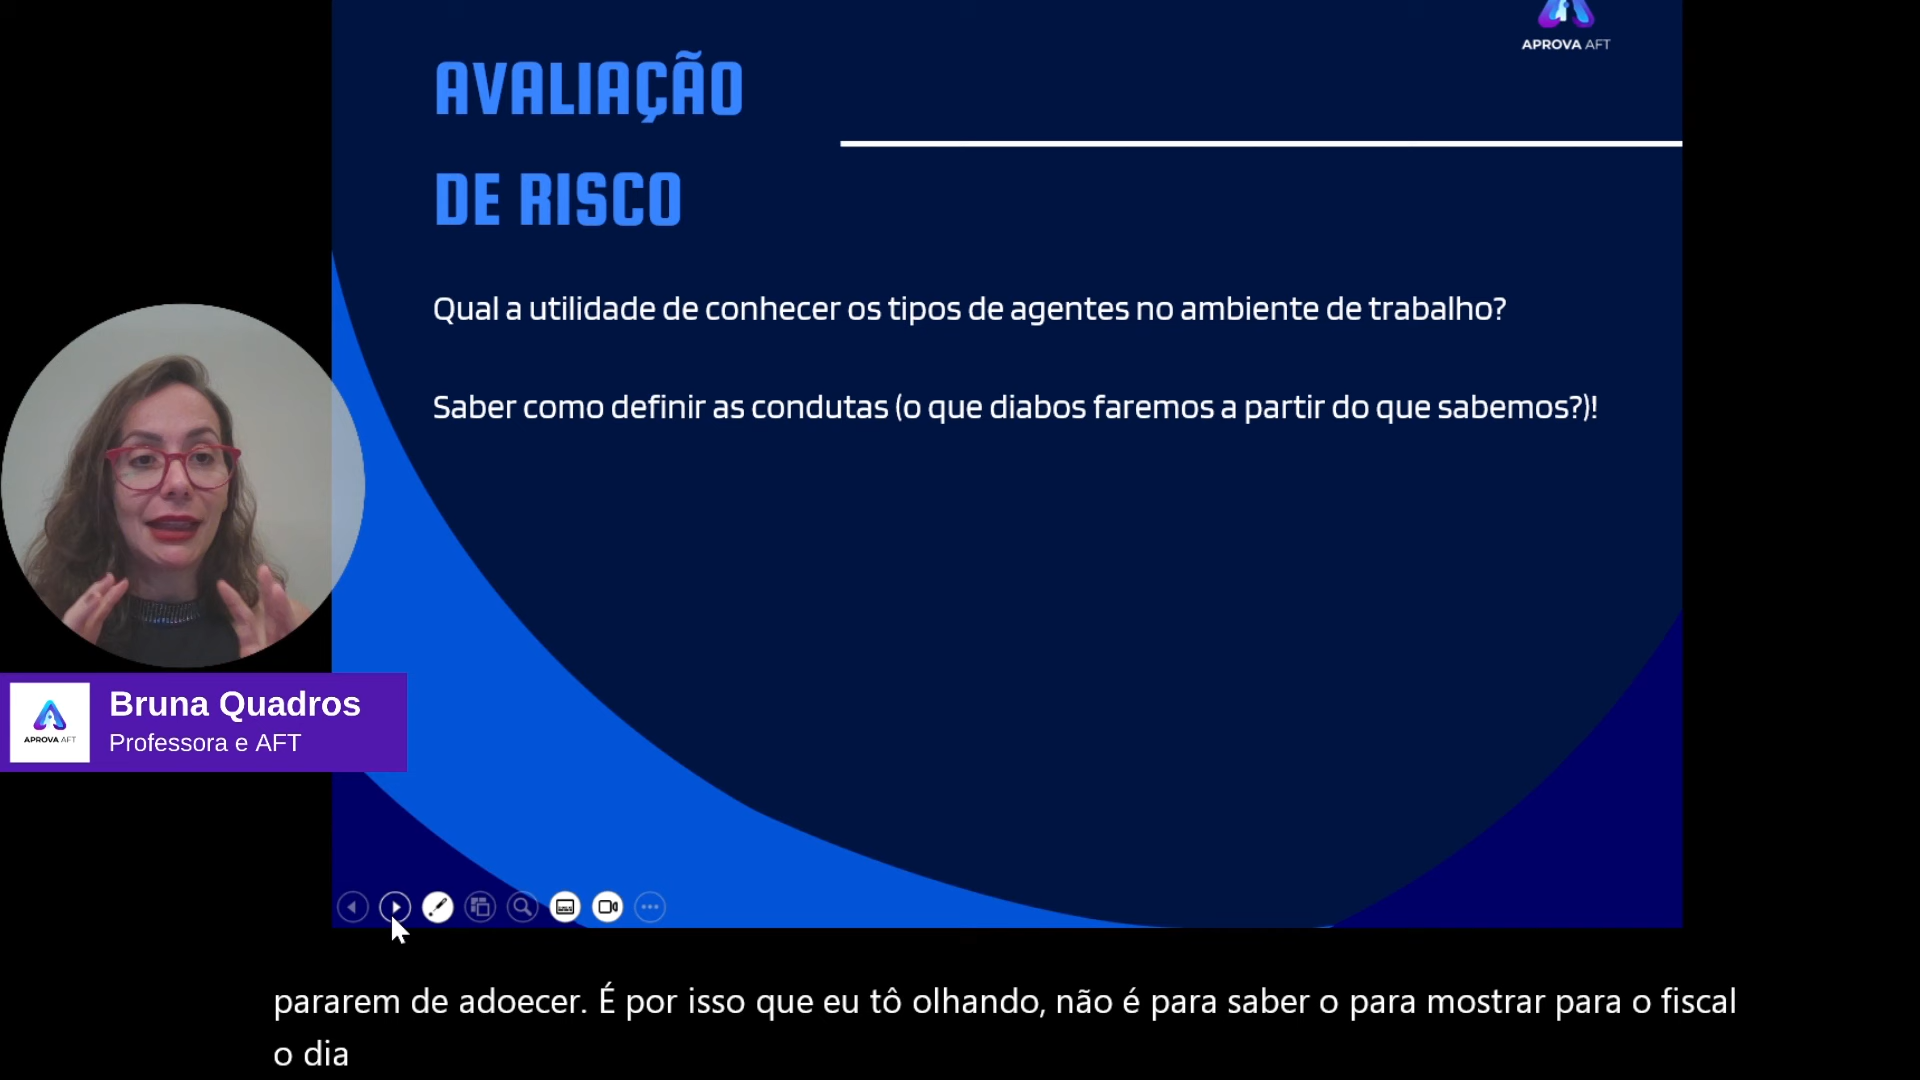 APROVA AFT
AVALIAÇÃO
DE RISCO
Qual a utilidade de conhecer os tipos de agentes no ambiente de trabalho?
Saber como definir as condutas (o que diabos faremos a partir do que sabemos?)!
Bruna Quadros
Professora e AFT
APROVA AFT
pararem de adoecer. É por isso que eu tô olhando, não é para saber o para mostrar para o fiscal
o dia